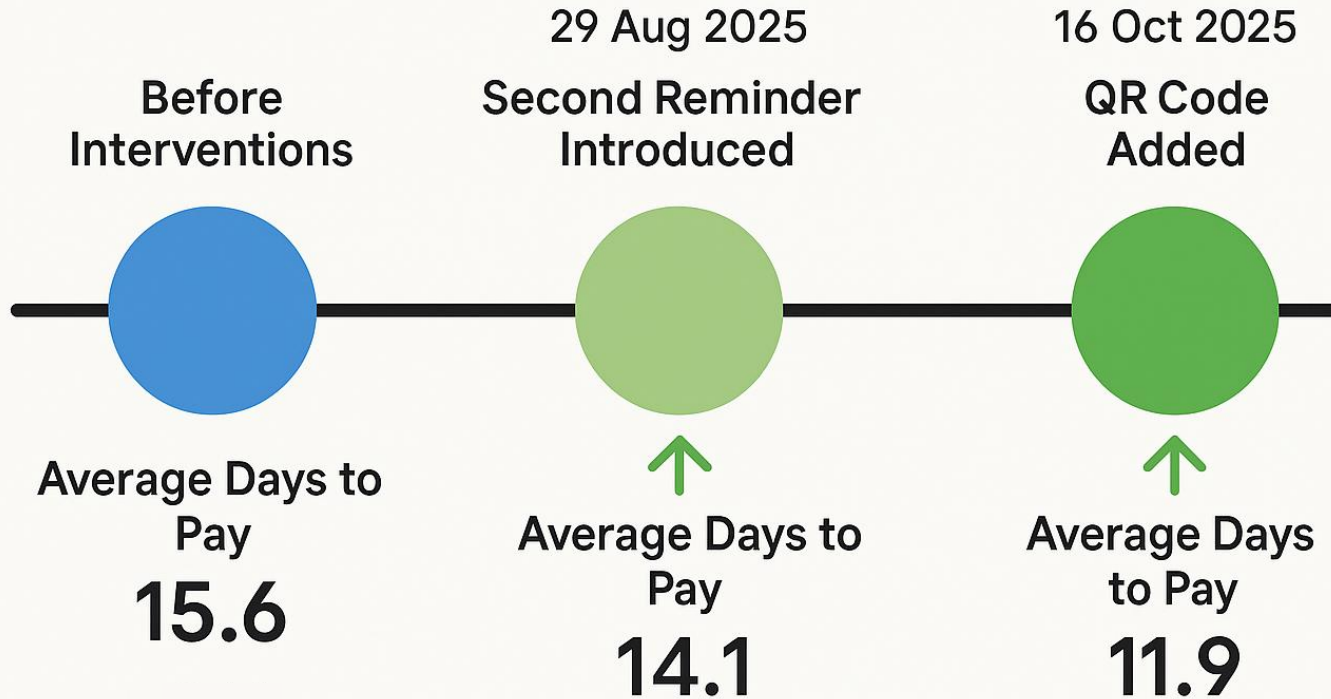 Before
Interventions
Average Days to
Pay
15.6
29 Aug 2025
Second Reminder
Introduced
Average Days to
Pay
14.1
16 Oct 2025
QR Code
Added
Average Days
to Pay
11.9